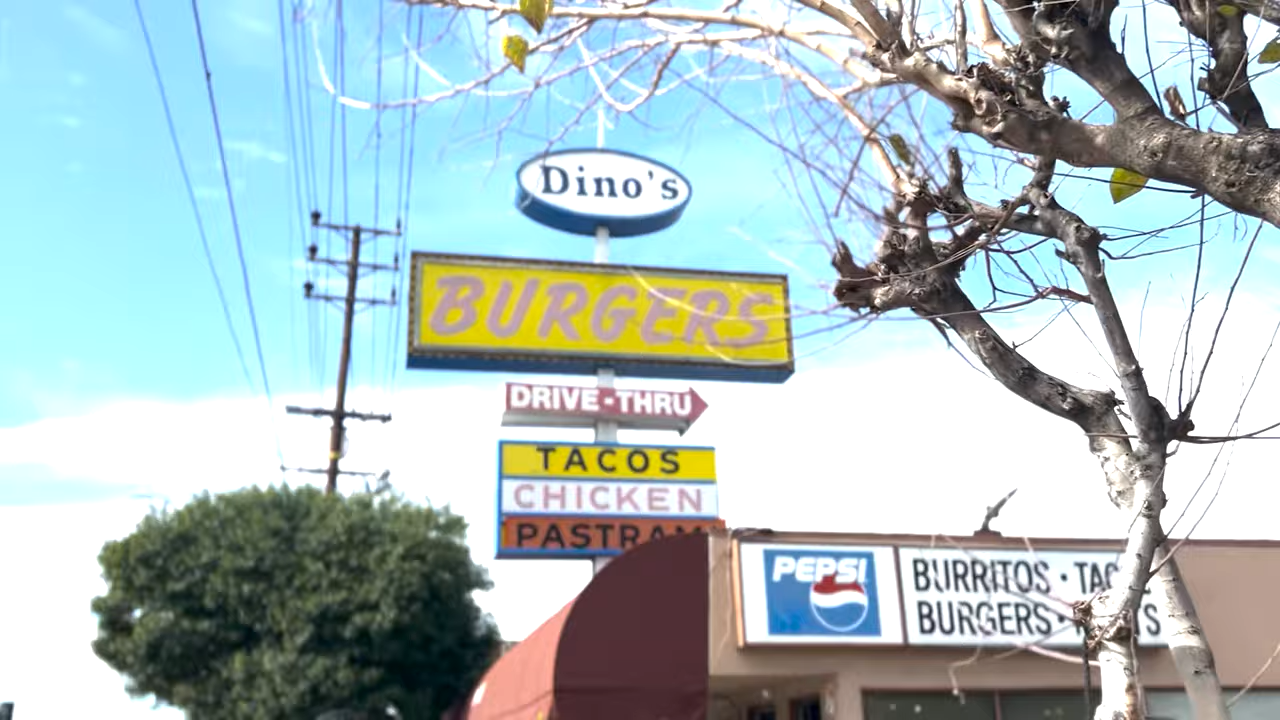 Dino's
BURGERS
DRIVE-THRU
TACOS
CHICKEN
PEPSI
BURRITOS ·
BURGERS ·